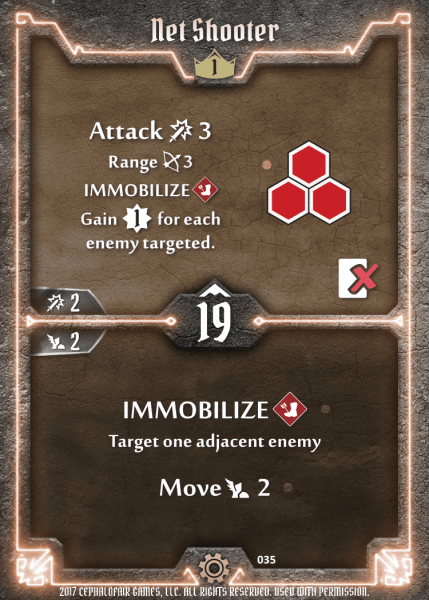 Net Shooter
1
Attack 3
Range 3
IMMOBILIZE
Gain 1 for each
enemy targeted.
2
19
2
IMMOBILIZE
Target one adjacent enemy
Move 2
035
2017 CEPHALOFAIR GAMES, LLC. ALL RIGHTS RESERVED. USED WITH PERMISSION.